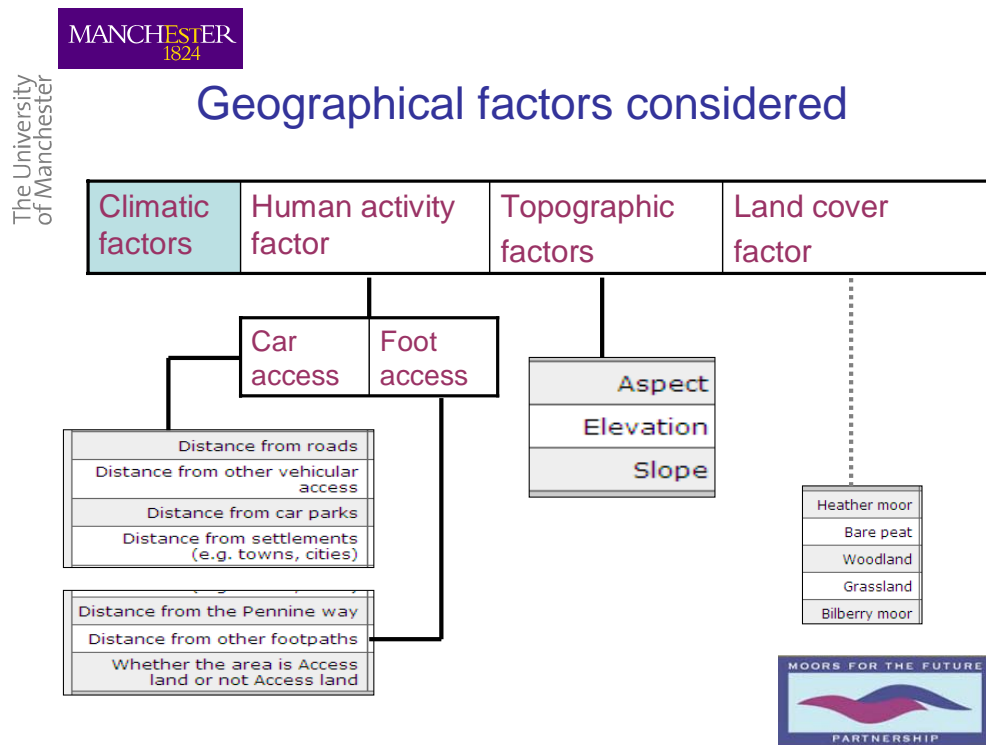 MANCHESTER
1824
The University
of Manchester
Geographical factors considered
Climatic
factors
Human activity
factor
Topographic
factors
Land cover
factor
Car
access
Foot
access
Distance from roads
Distance from other vehicular
access
Distance from car parks
Distance from settlements
(e.g. towns, cities)
Distance from the Pennine way
Distance from other footpaths
Whether the area is Access
land or not Access land
Aspect
Elevation
Slope
Heather moor
Bare peat
Woodland
Grassland
Bilberry moor
MOORS FOR THE FUTURE
PARTNERSHIP